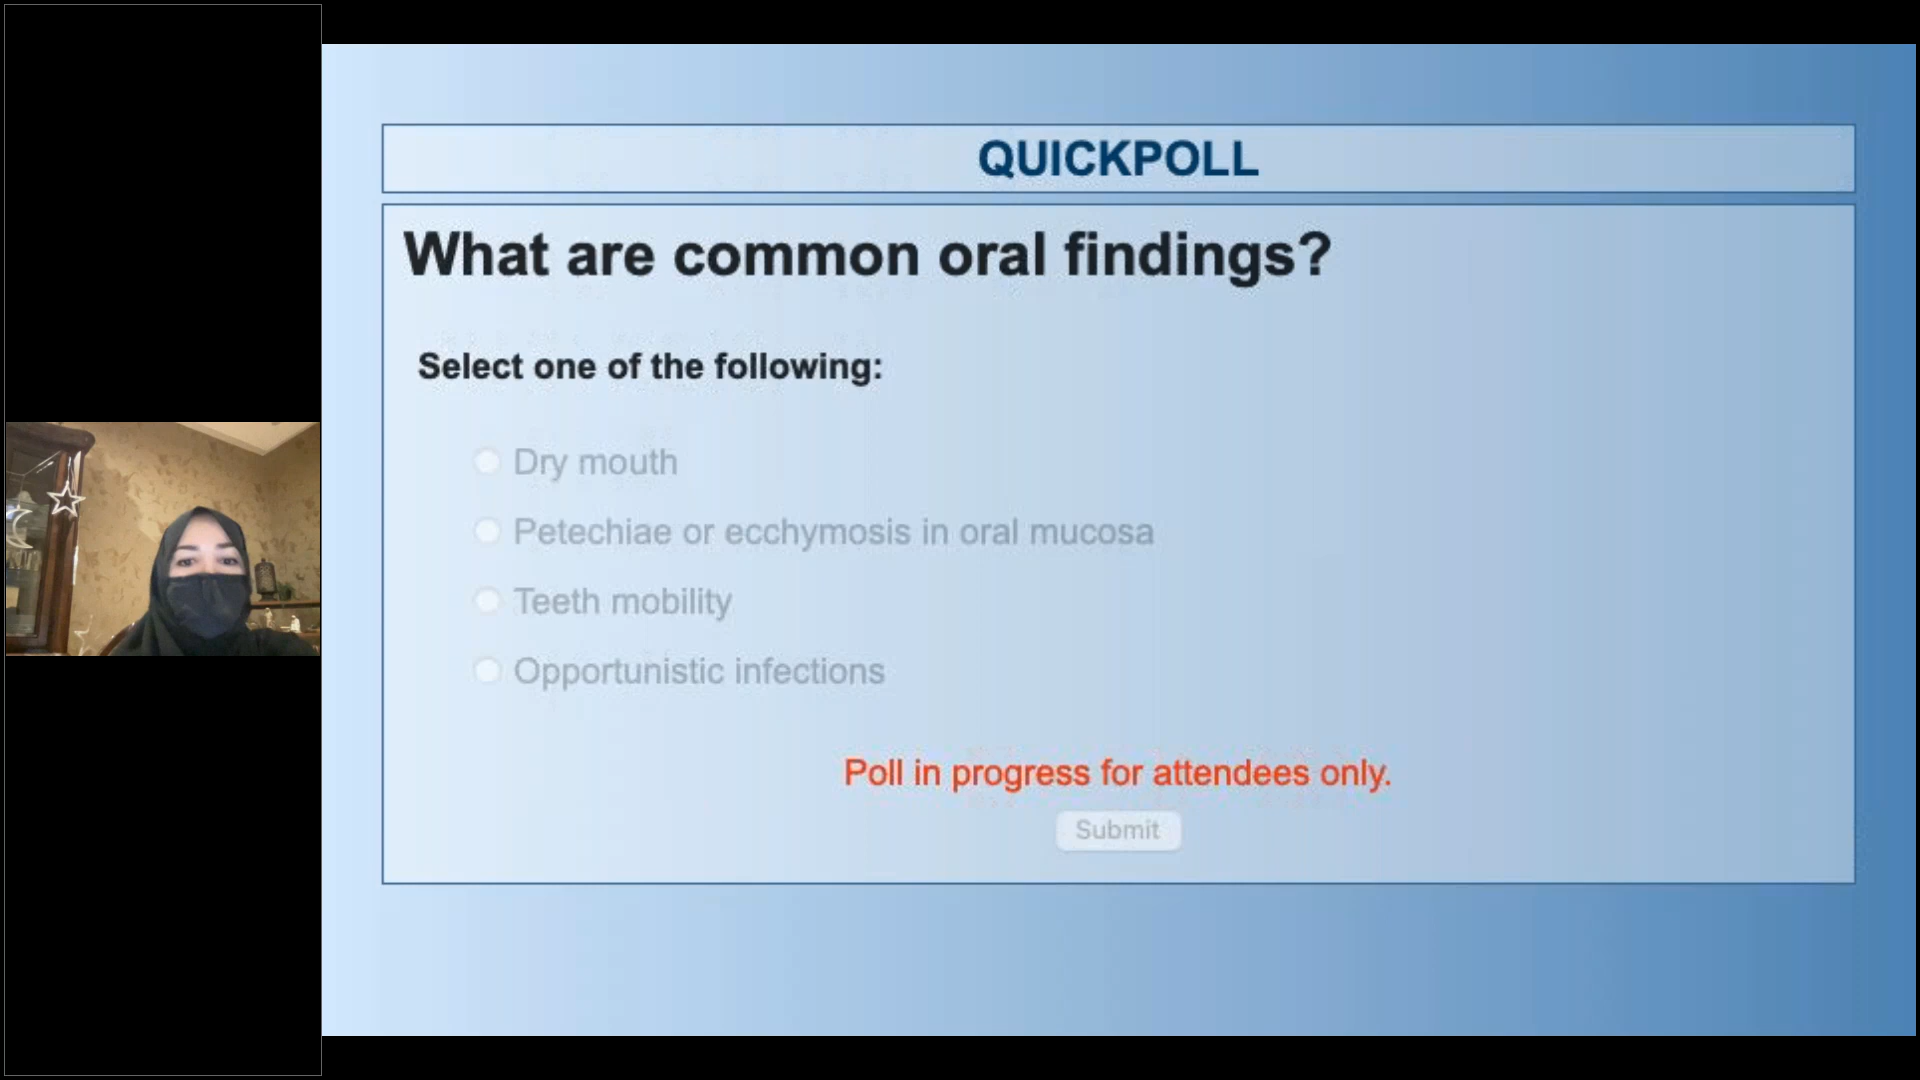 QUICKPOLL
What are common oral findings?
Select one of the following:
Dry mouth
Petechiae or ecchymosis in oral mucosa
Teeth mobility
Opportunistic infections
Poll in progress for attendees only.
Submit